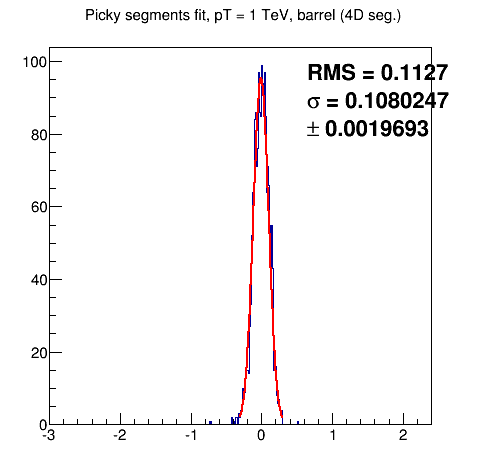 Picky segments fit, pT = 1 TeV, barrel (4D seg.)
100
RMS = 0.1127
σ = 0.1080247
± 0.0019693
80
60
40
20
0
-3 -2 -1 0 1 2